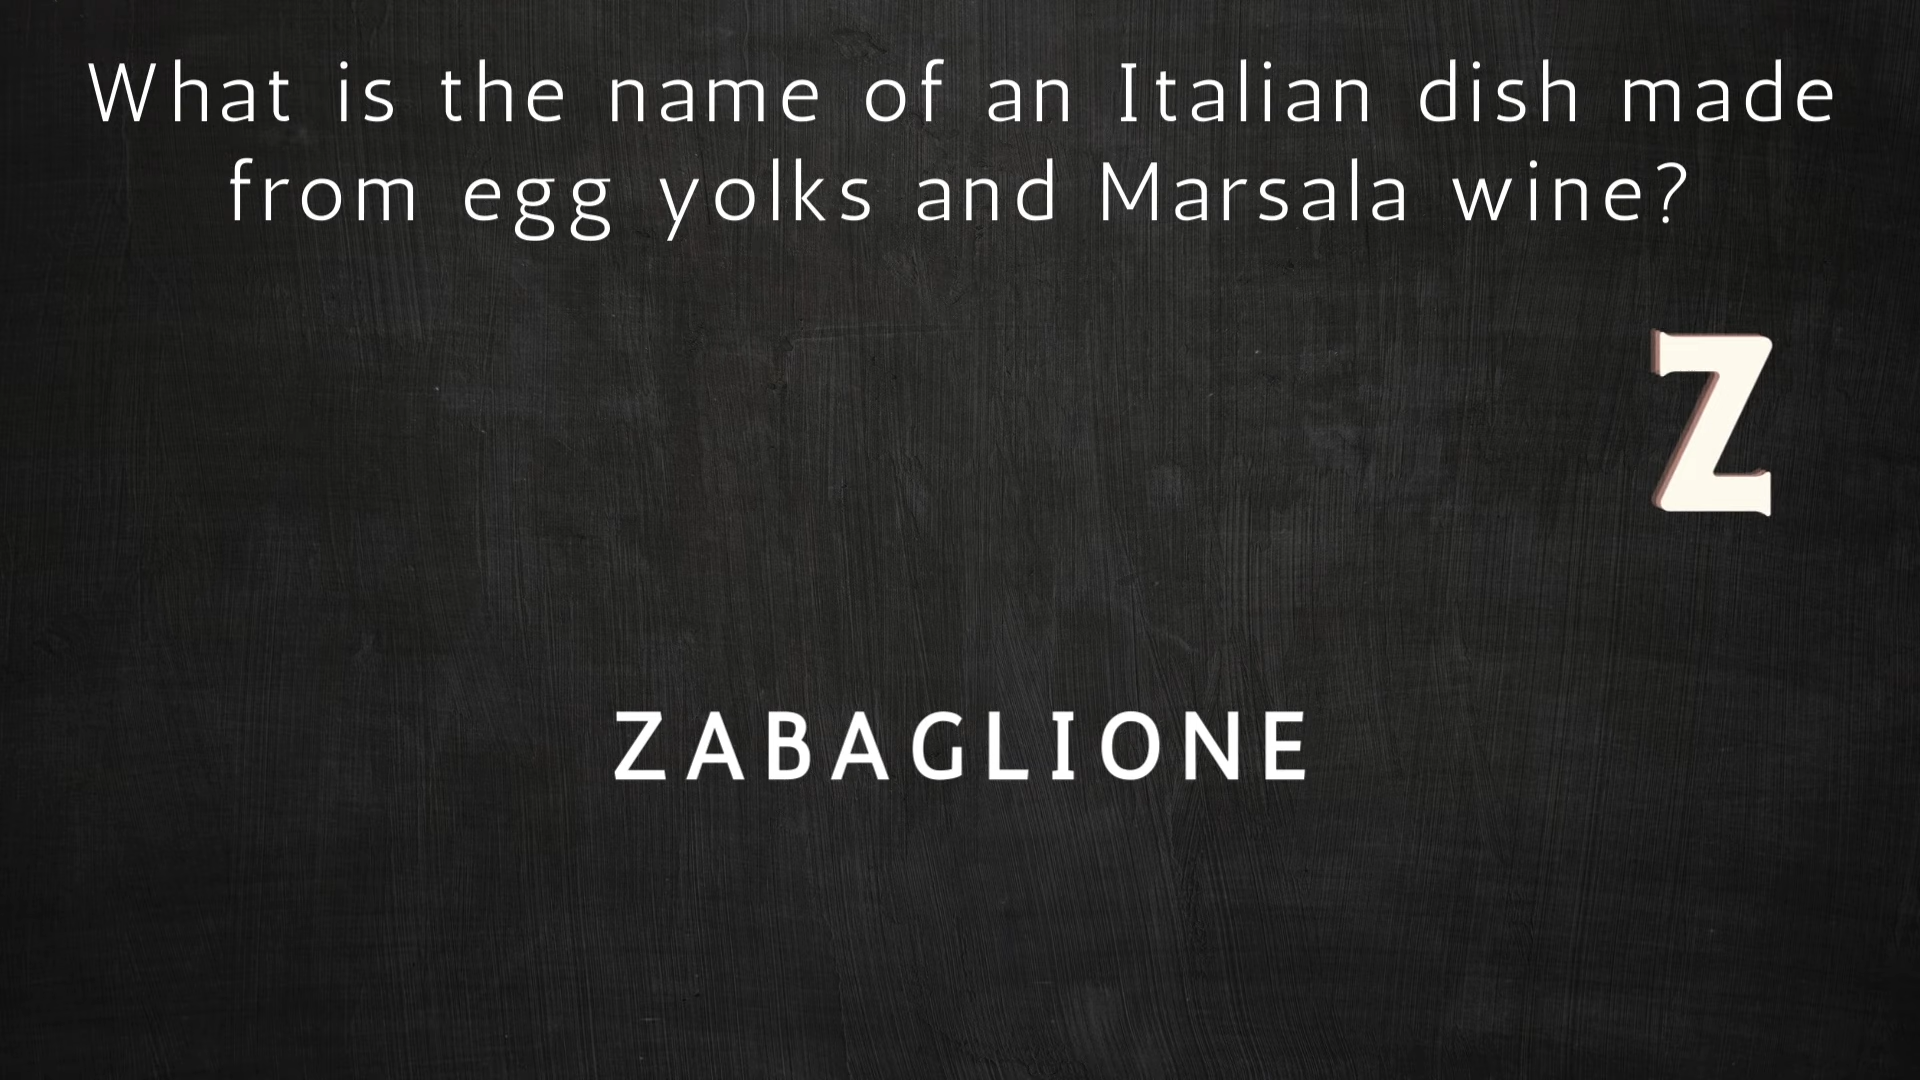 What is the name of an Italian dish made
from egg yolks and Marsala wine?
Z
ZABAGLIONE